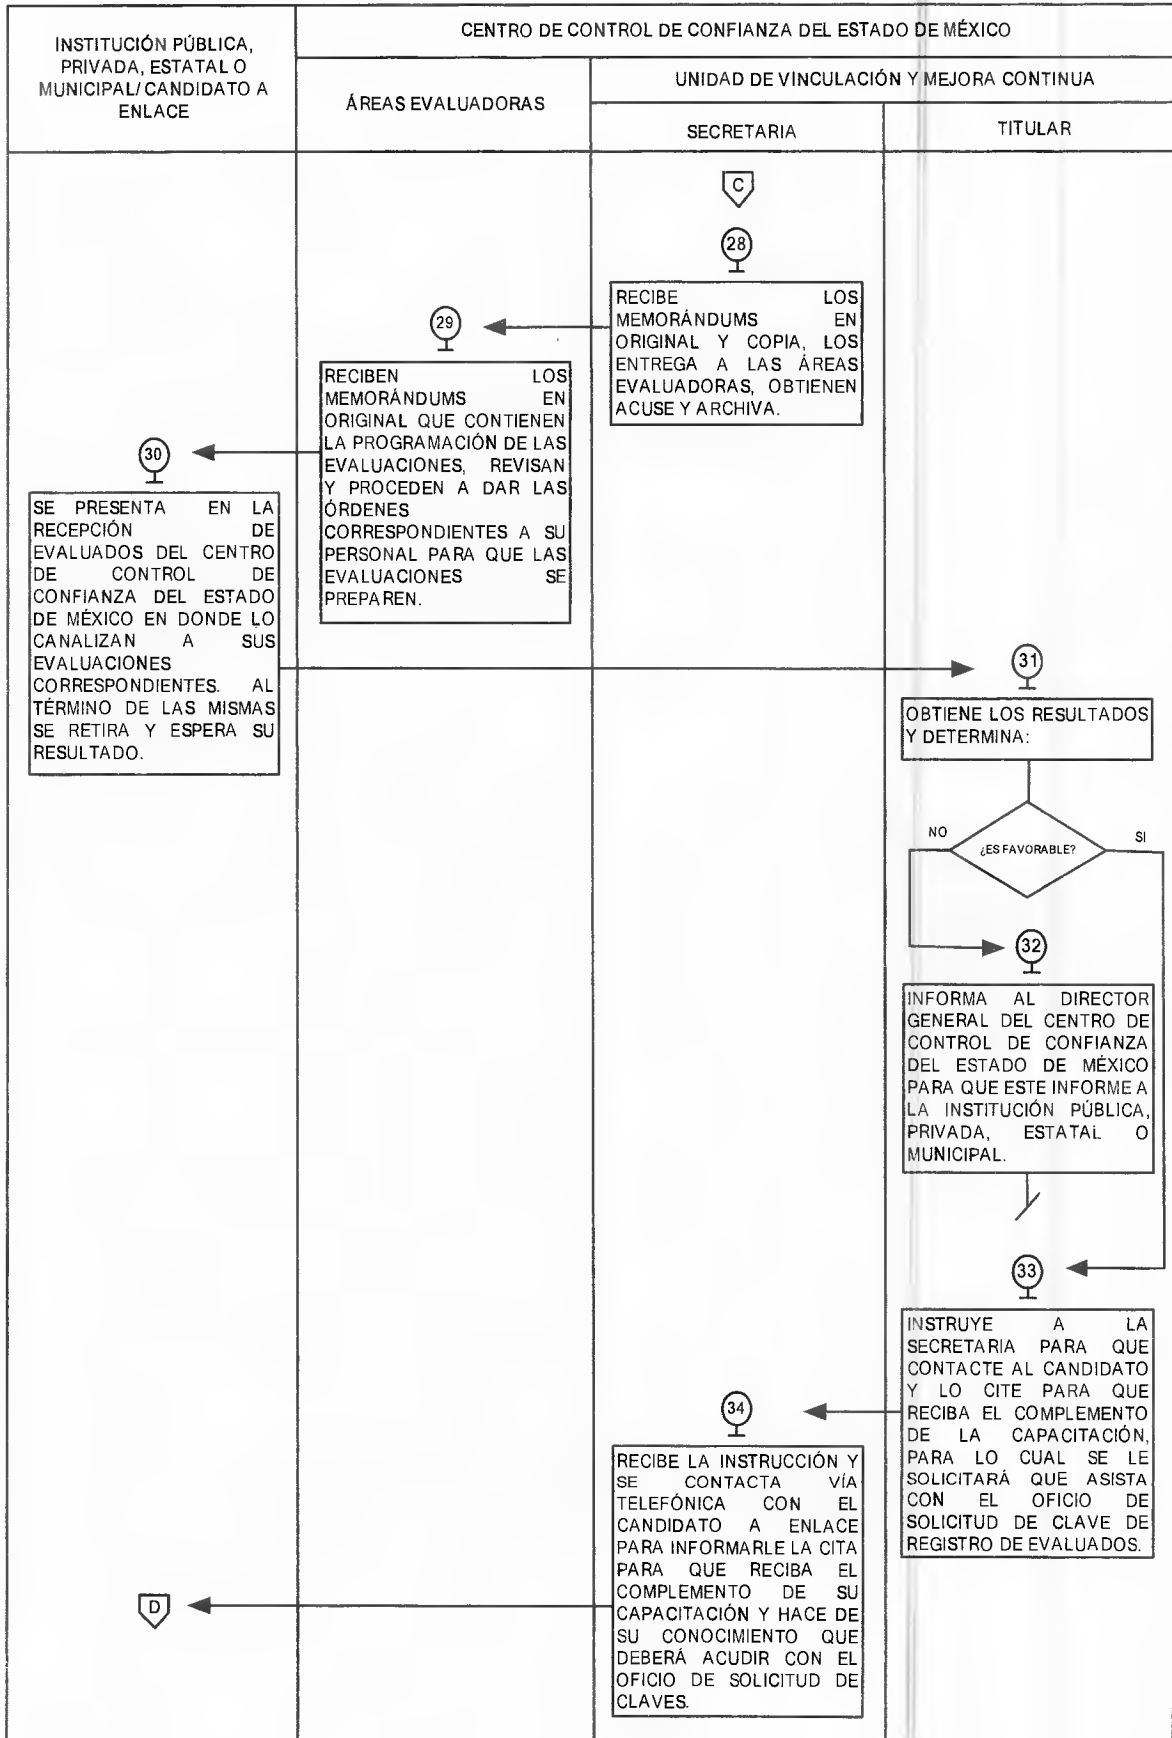 INSTITUCIÓN PÚBLICA,
PRIVADA, ESTATAL O
MUNICIPAL/ CANDIDATO A
ENLACE
CENTRO DE CONTROL DE CONFIANZA DEL ESTADO DE MÉXICO
ÁREAS EVALUADORAS
UNIDAD DE VINCULACIÓN Y MEJORA CONTINUA
SECRETARIA
TITULAR
C
28
RECIBE LOS
MEMORÁNDUMS EN
ORIGINAL Y COPIA, LOS
ENTREGA A LAS ÁREAS
EVALUADORAS, OBTIENEN
ACUSE Y ARCHIVA.
29
RECIBEN LOS
MEMORÁNDUMS EN
ORIGINAL QUE CONTIENEN
LA PROGRAMACIÓN DE LAS
EVALUACIONES, REVISAN
Y PROCEDEN A DAR LAS
ÓRDENES
CORRESPONDIENTES A SU
PERSONAL PARA QUE LAS
EVALUACIONES SE
PREPAREN.
30
SE PRESENTA EN LA
RECEPCIÓN DE
EVALUADOS DEL CENTRO
DE CONTROL DE
CONFIANZA DEL ESTADO
DE MÉXICO EN DONDE LO
CANALIZAN A SUS
EVALUACIONES
CORRESPONDIENTES. AL
TÉRMINO DE LAS MISMAS
SE RETIRA Y ESPERA SU
RESULTADO.
31
OBTIENE LOS RESULTADOS
Y DETERMINA:
NO
¿ES FAVORABLE?
SI
32
INFORMA AL DIRECTOR
GENERAL DEL CENTRO DE
CONTROL DE CONFIANZA
DEL ESTADO DE MÉXICO
PARA QUE ESTE INFORME A
LA INSTITUCIÓN PÚBLICA,
PRIVADA, ESTATAL O
MUNICIPAL.
33
INSTRUYE A LA
SECRETARIA PARA QUE
CONTACTE AL CANDIDATO
Y LO CITE PARA QUE
RECIBA EL COMPLEMENTO
DE LA CAPACITACIÓN,
PARA LO CUAL SE LE
SOLICITARÁ QUE ASISTA
CON EL OFICIO DE
SOLICITUD DE CLAVE DE
REGISTRO DE EVALUADOS.
34
RECIBE LA INSTRUCCIÓN Y
SE CONTACTA VÍA
TELEFÓNICA CON EL
CANDIDATO A ENLACE
PARA INFORMARLE LA CITA
PARA QUE RECIBA EL
COMPLEMENTO DE SU
CAPACITACIÓN Y HACE DE
SU CONOCIMIENTO QUE
DEBERÁ ACUDIR CON EL
OFICIO DE SOLICITUD DE
CLAVES.
D